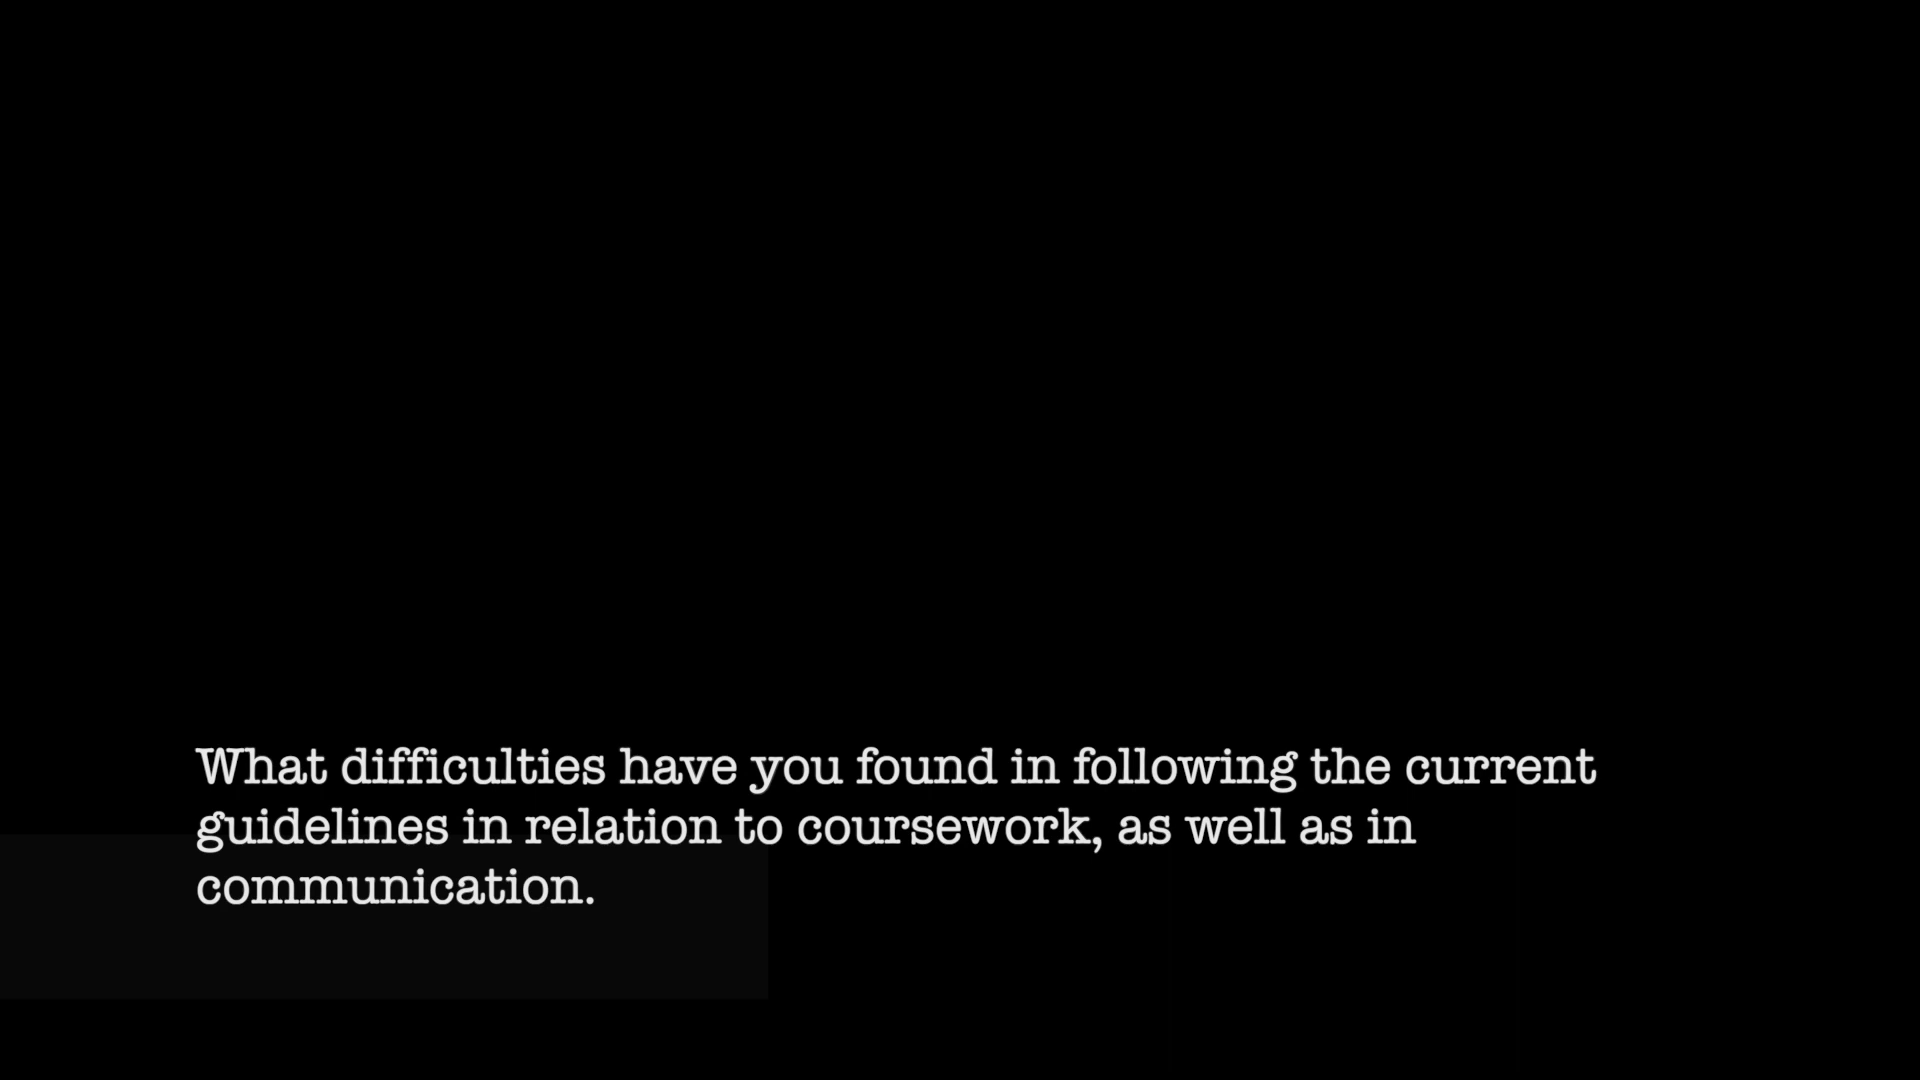 What difficulties have you found in following the current
guidelines in relation to coursework, as well as in
communication.